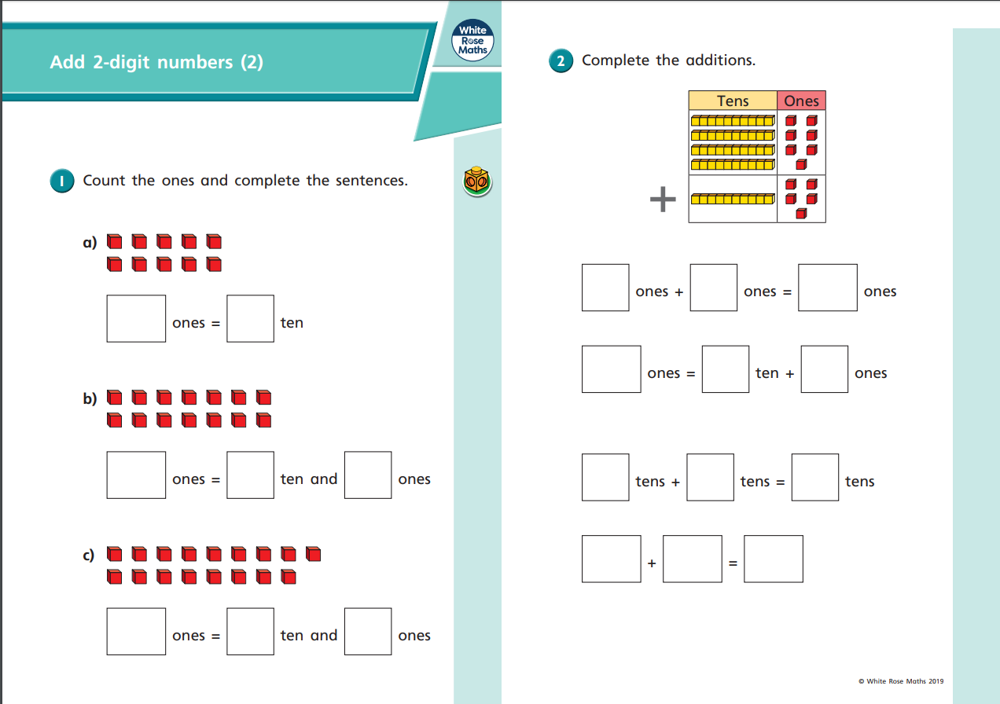 Add 2-digit numbers (2)
White
Rose
Maths
1 Count the ones and complete the sentences.
a)
ones = ten
b)
ones = ten and ones
c)
ones = ten and ones
2 Complete the additions.
Tens Ones
+
ones + ones = ones
ones = ten + ones
tens + tens = tens
+ =
© White Rose Maths 2019